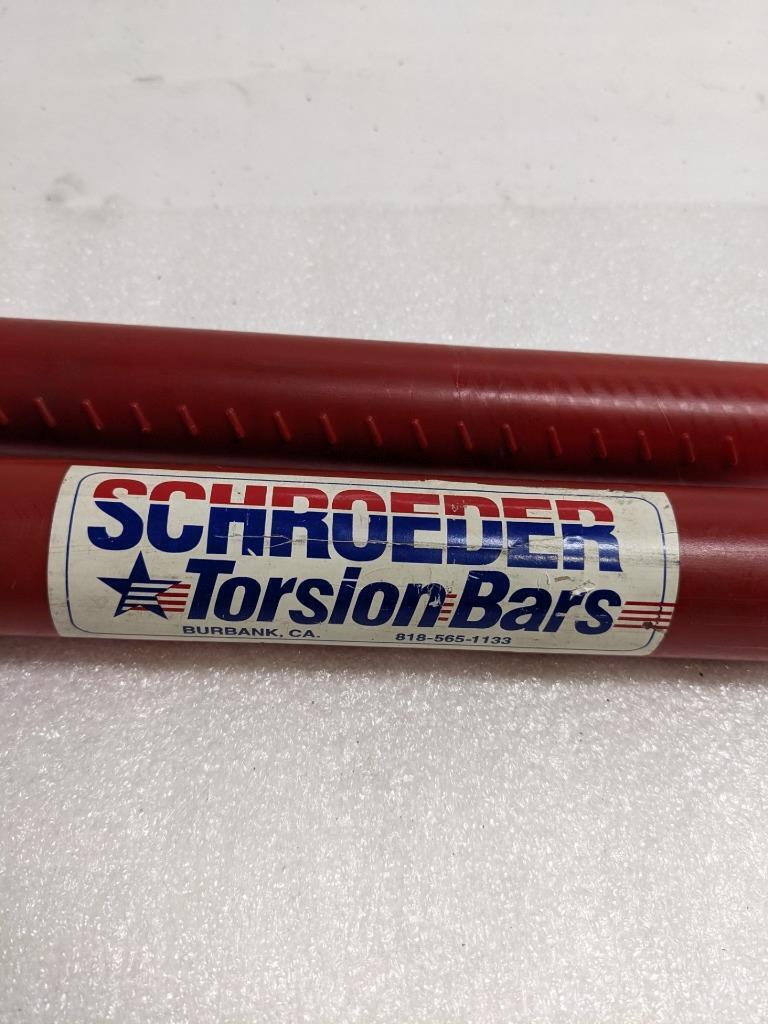 SCHROEDER
Torsion Bars
BURBANK, CA. 818-565-1133